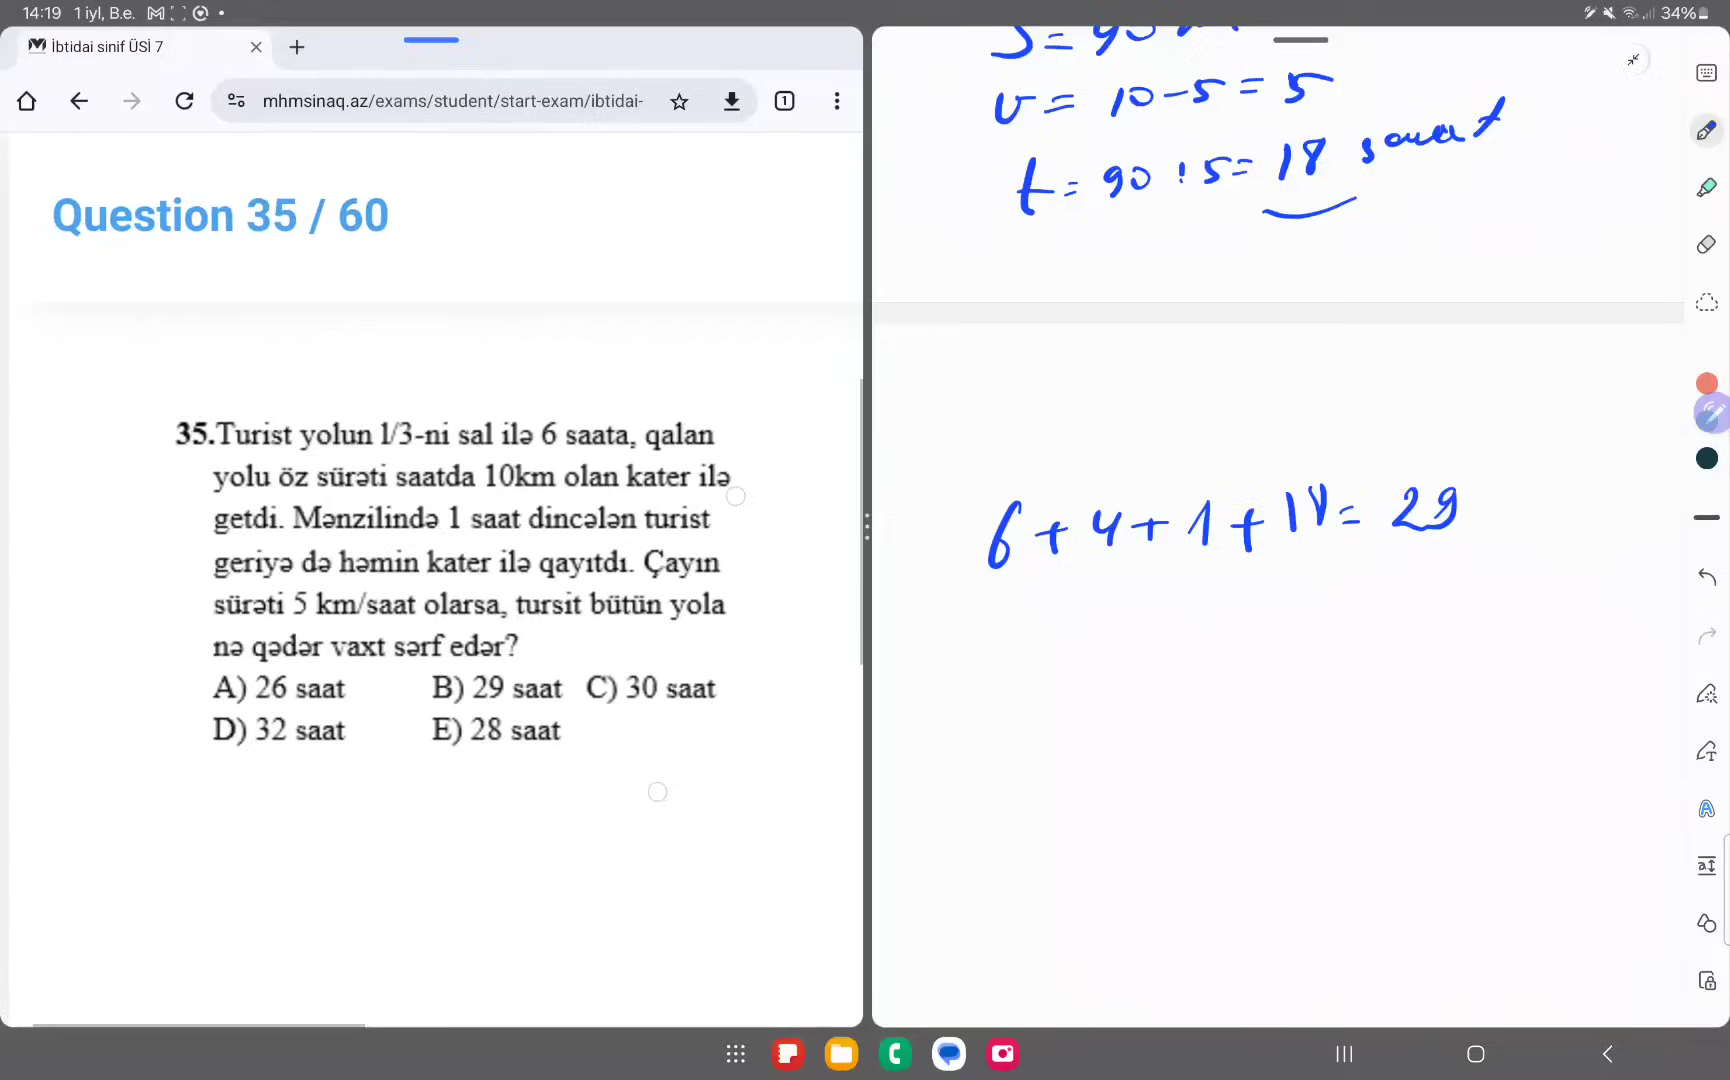 14:19 1 iyl, B.e.
34%
İbtidai sinif ÜSİ 7
mhmsinaq.az/exams/student/start-exam/ibtidai-
1
Question 35 / 60
35.Turist yolun 1/3-ni sal ilə 6 saata, qalan
yolu öz sürəti saatda 10km olan kater ilə
getdi. Mənzilində 1 saat dincələn turist
geriyə də həmin kater ilə qayıtdı. Çayın
sürəti 5 km/saat olarsa, tursit bütün yola
nə qədər vaxt sərf edər?
A) 26 saat B) 29 saat C) 30 saat
D) 32 saat E) 28 saat
S = 90
v = 10 - 5 = 5
t = 90 : 5 = 18 saat
6 + 4 + 1 + 18 = 29